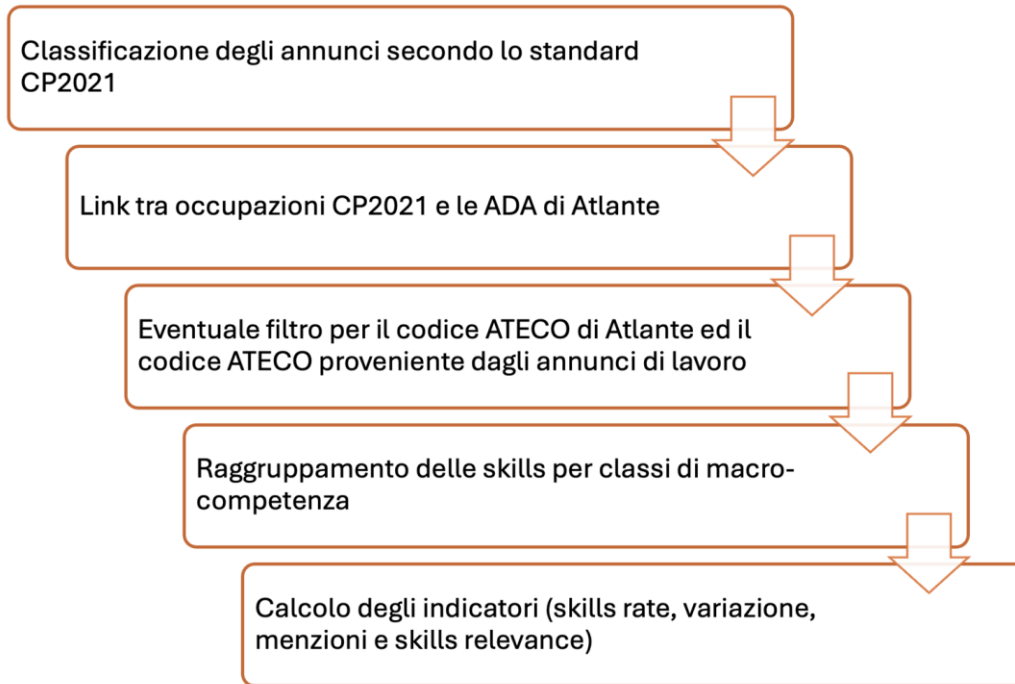 Classificazione degli annunci secondo lo standard
CP2021
Link tra occupazioni CP2021 e le ADA di Atlante
Eventuale filtro per il codice ATECO di Atlante ed il
codice ATECO proveniente dagli annunci di lavoro
Raggruppamento delle skills per classi di macro-
competenza
Calcolo degli indicatori (skills rate, variazione,
menzioni e skills relevance)